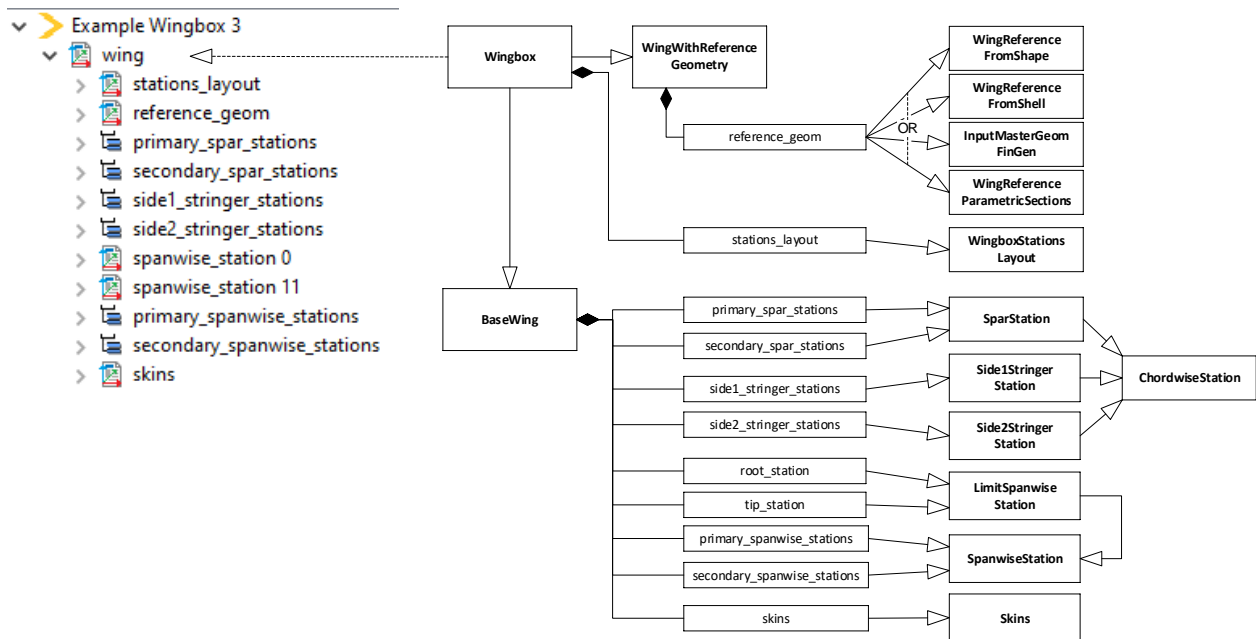 Example Wingbox 3
wing
stations_layout
reference_geom
primary_spar_stations
secondary_spar_stations
side1_stringer_stations
side2_stringer_stations
spanwise_station 0
spanwise_station 11
primary_spanwise_stations
secondary_spanwise_stations
skins
Wingbox
WingWithReference
Geometry
reference_geom
OR
WingReference
FromShape
WingReference
FromShell
InputMasterGeom
FinGen
WingReference
ParametricSections
stations_layout
WingboxStations
Layout
BaseWing
primary_spar_stations
secondary_spar_stations
side1_stringer_stations
side2_stringer_stations
root_station
tip_station
primary_spanwise_stations
secondary_spanwise_stations
skins
SparStation
Side1Stringer
Station
Side2Stringer
Station
LimitSpanwise
Station
SpanwiseStation
Skins
ChordwiseStation